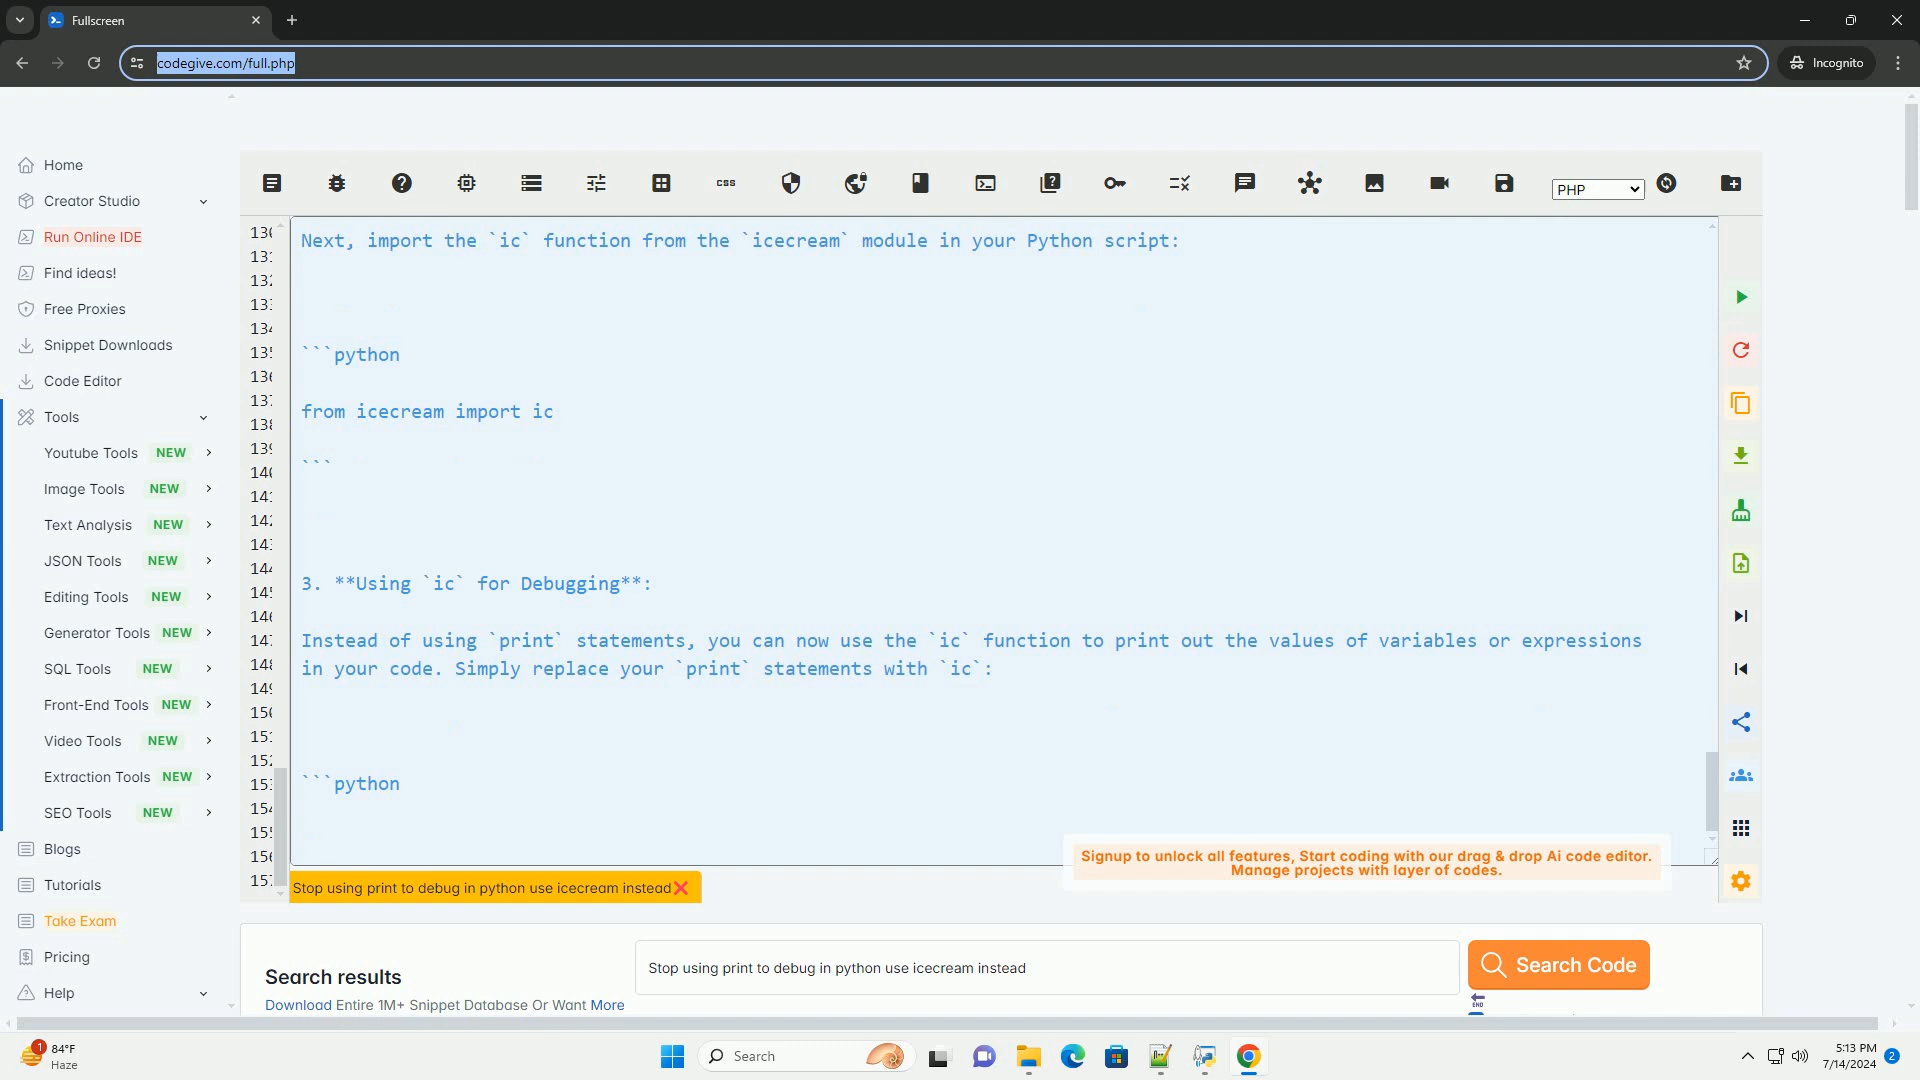 Fullscreen
codegive.com/full.php
Incognito
Home
Creator Studio
Run Online IDE
Find ideas!
Free Proxies
Snippet Downloads
Code Editor
Tools
Youtube Tools NEW
Image Tools NEW
Text Analysis NEW
JSON Tools NEW
Editing Tools NEW
Generator Tools NEW
SQL Tools NEW
Front-End Tools NEW
Video Tools NEW
Extraction Tools NEW
SEO Tools NEW
Blogs
Tutorials
Take Exam
Pricing
Help
css
PHP
Next, import the `ic` function from the `icecream` module in your Python script:
```python
from icecream import ic
```
3. **Using `ic` for Debugging**:
Instead of using `print` statements, you can now use the `ic` function to print out the values of variables or expressions
in your code. Simply replace your `print` statements with `ic`:
```python
Signup to unlock all features, Start coding with our drag & drop Ai code editor.
Manage projects with layer of codes.
Stop using print to debug in python use icecream instead❌
Search results
Download Entire 1M+ Snippet Database Or Want More
Stop using print to debug in python use icecream instead
Search Code
END
1
84°F
Haze
Search
5:13 PM
7/14/2024
2